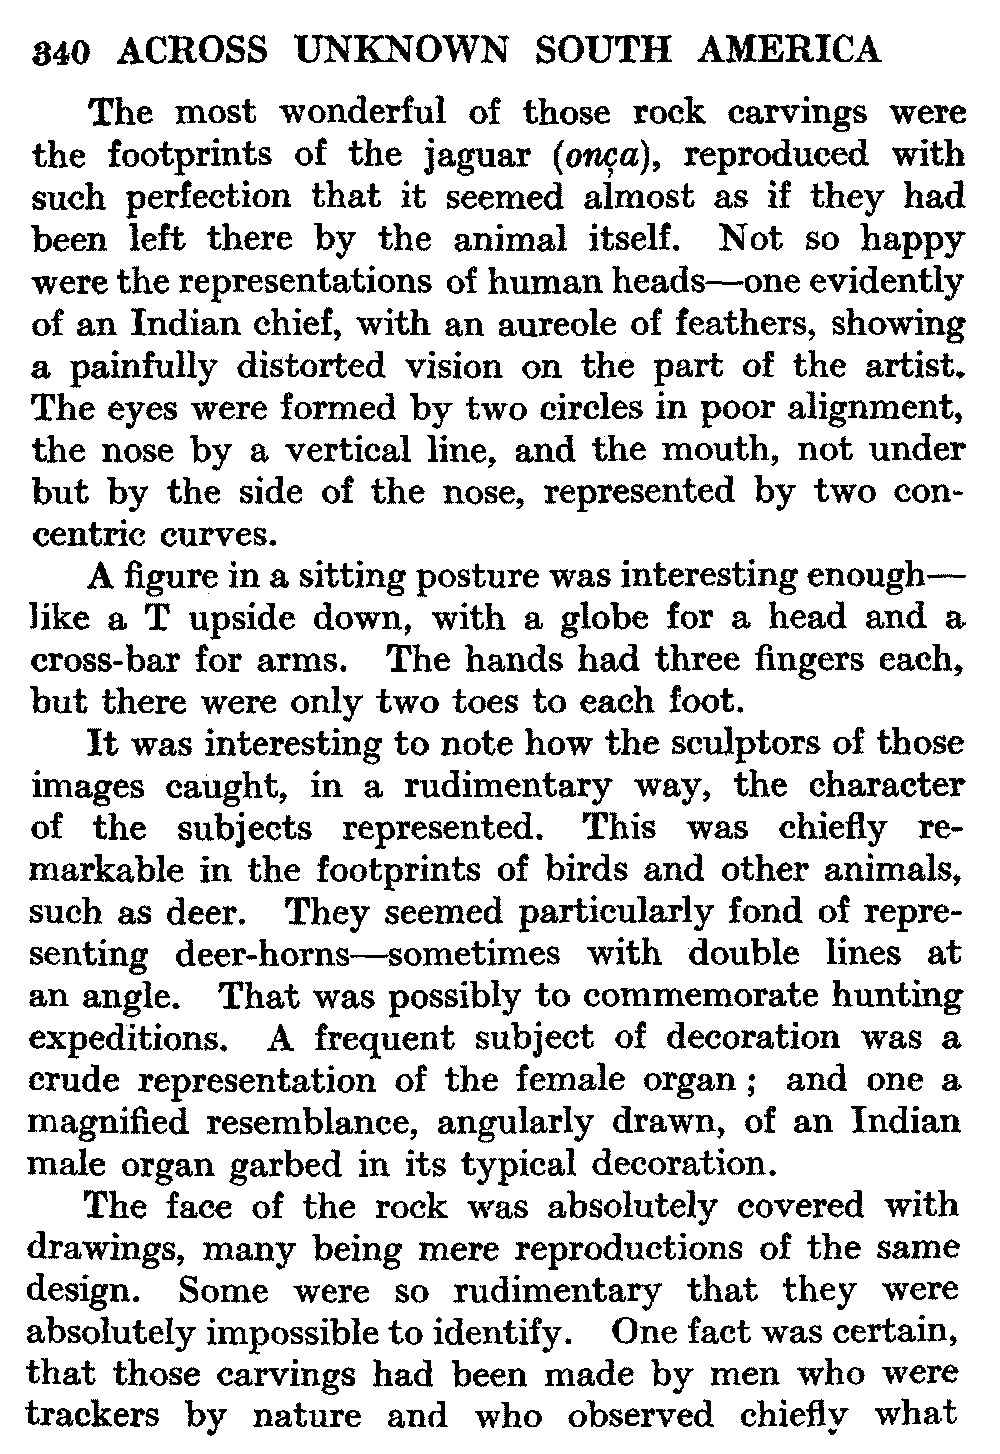 340 ACROSS UNKNOWN SOUTH AMERICA
The most wonderful of those rock carvings were
the footprints of the jaguar (onça), reproduced with
such perfection that it seemed almost as if they had
been left there by the animal itself. Not so happy
were the representations of human heads—one evidently
of an Indian chief, with an aureole of feathers, showing
a painfully distorted vision on the part of the artist.
The eyes were formed by two circles in poor alignment,
the nose by a vertical line, and the mouth, not under
but by the side of the nose, represented by two con-
centric curves.
A figure in a sitting posture was interesting enough—
like a T upside down, with a globe for a head and a
cross-bar for arms. The hands had three fingers each,
but there were only two toes to each foot.
It was interesting to note how the sculptors of those
images caught, in a rudimentary way, the character
of the subjects represented. This was chiefly re-
markable in the footprints of birds and other animals,
such as deer. They seemed particularly fond of repre-
senting deer-horns—sometimes with double lines at
an angle. That was possibly to commemorate hunting
expeditions. A frequent subject of decoration was a
crude representation of the female organ; and one a
magnified resemblance, angularly drawn, of an Indian
male organ garbed in its typical decoration.
The face of the rock was absolutely covered with
drawings, many being mere reproductions of the same
design. Some were so rudimentary that they were
absolutely impossible to identify. One fact was certain,
that those carvings had been made by men who were
trackers by nature and who observed chiefly what